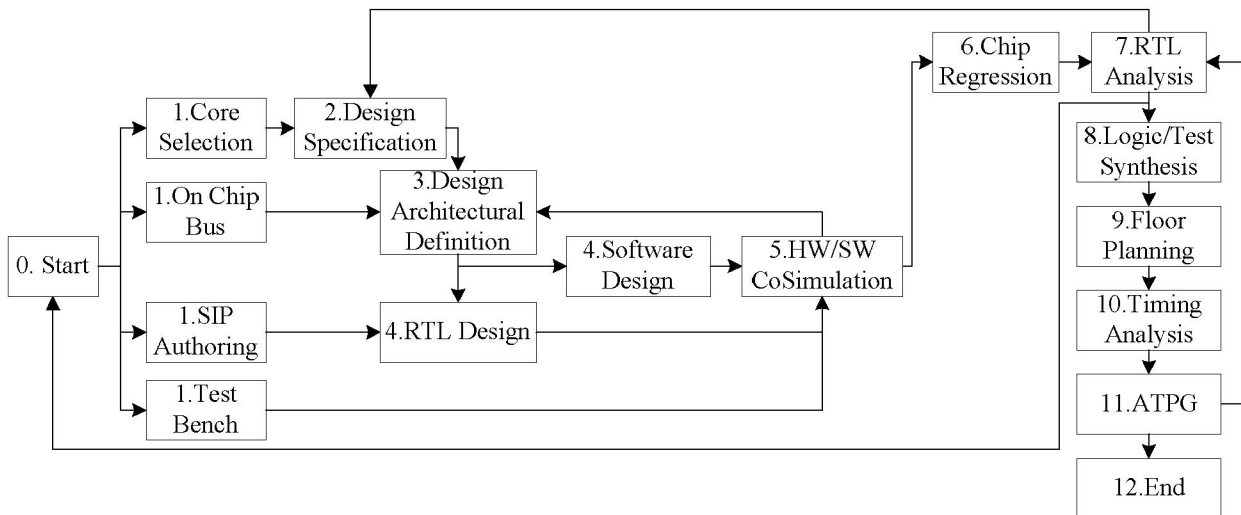 6.Chip
Regression
7.RTL
Analysis
1.Core
Selection
2.Design
Specification
8.Logic/Test
Synthesis
1.On Chip
Bus
3.Design
Architectural
Definition
9.Floor
Planning
0. Start
4.Software
Design
5.HW/SW
CoSimulation
10.Timing
Analysis
1.SIP
Authoring
4.RTL Design
1.Test
Bench
11.ATPG
12.End